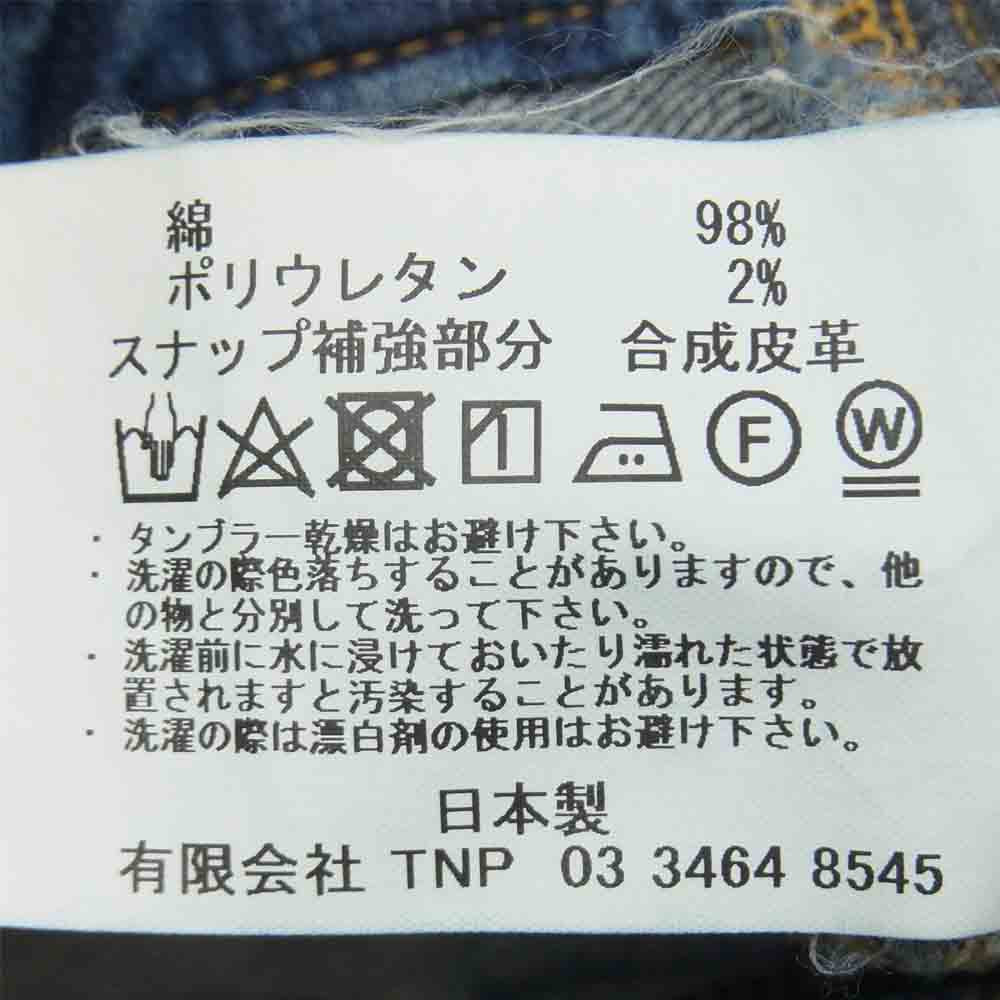 綿 98%
ポリウレタン 2%
スナップ補強部分 合成皮革
F W
・タンブラー乾燥はお避け下さい。
・洗濯の際色落ちすることがありますので、他
の物と分別して洗って下さい。
・洗濯前に水に浸けておいたり濡れた状態で放
置されますと汚染することがあります。
・洗濯の際は漂白剤の使用はお避け下さい。
日本製
有限会社 TNP 03 3464 8545